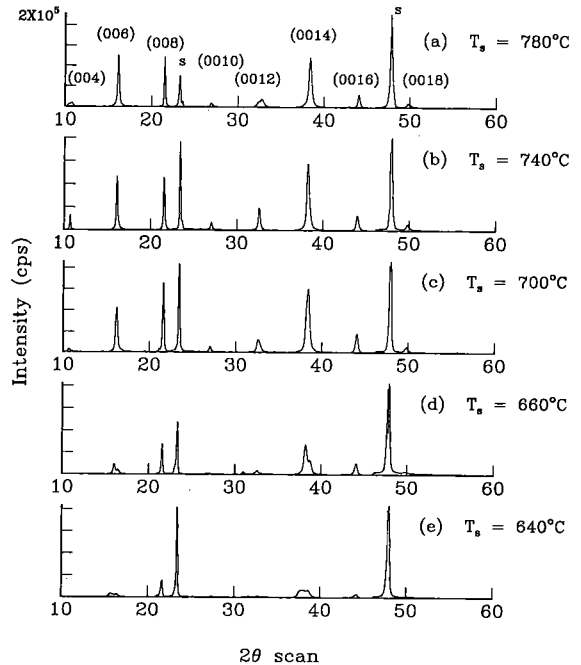 2X10⁵
(004)
(006)
(008)
s
(0010)
(0012)
(0014)
(0016)
s
(0018)
(a) Tₛ = 780°C
10 20 30 40 50 60
(b) Tₛ = 740°C
10 20 30 40 50 60
(c) Tₛ = 700°C
10 20 30 40 50 60
(d) Tₛ = 660°C
10 20 30 40 50 60
(e) Tₛ = 640°C
10 20 30 40 50 60
Intensity (cps)
2θ scan